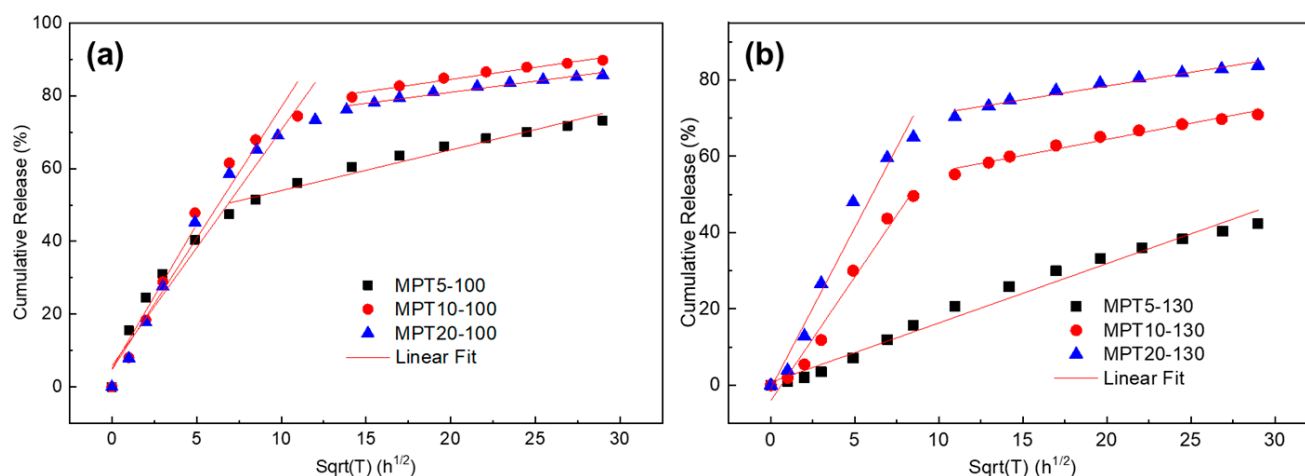 (a)
Cumulative Release (%)
100
80
60
40
20
0
MPT5-100
MPT10-100
MPT20-100
Linear Fit
0 5 10 15 20 25 30
Sqrt(T) (h^{1/2})
(b)
Cumulative Release (%)
80
60
40
20
0
MPT5-130
MPT10-130
MPT20-130
Linear Fit
0 5 10 15 20 25 30
Sqrt(T) (h^{1/2})